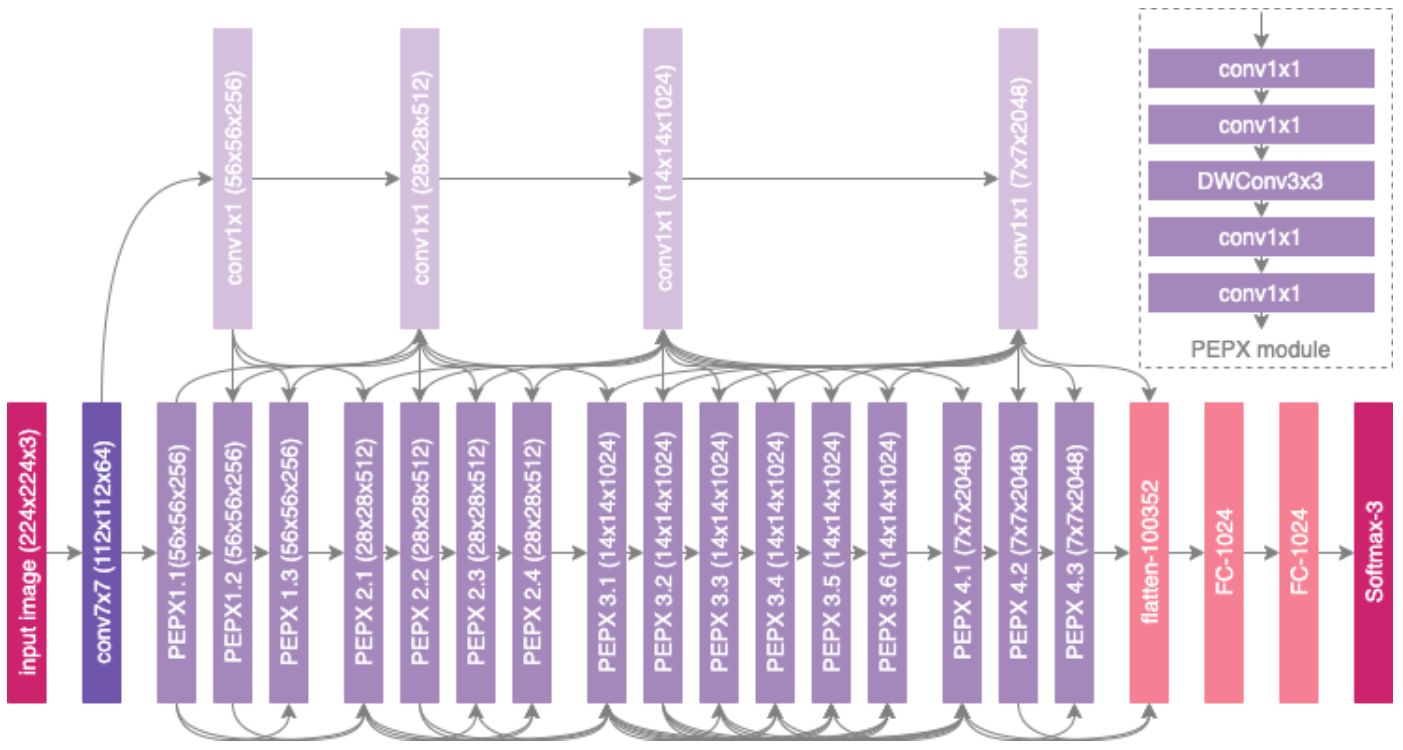 conv1x1 (56x56x256)
conv1x1 (28x28x512)
conv1x1 (14x14x1024)
conv1x1 (7x7x2048)
conv1x1
conv1x1
DWConv3x3
conv1x1
conv1x1
PEPX module
input image (224x224x3)
conv7x7 (112x112x64)
PEPX1.1(56x56x256)
PEPX1.2 (56x56x256)
PEPX 1.3 (56x56x256)
PEPX 2.1 (28x28x512)
PEPX 2.2 (28x28x512)
PEPX 2.3 (28x28x512)
PEPX 2.4 (28x28x512)
PEPX 3.1 (14x14x1024)
PEPX 3.2 (14x14x1024)
PEPX 3.3 (14x14x1024)
PEPX 3.4 (14x14x1024)
PEPX 3.5 (14x14x1024)
PEPX 3.6 (14x14x1024)
PEPX 4.1 (7x7x2048)
PEPX 4.2 (7x7x2048)
PEPX 4.3 (7x7x2048)
flatten-100352
FC-1024
FC-1024
Softmax-3